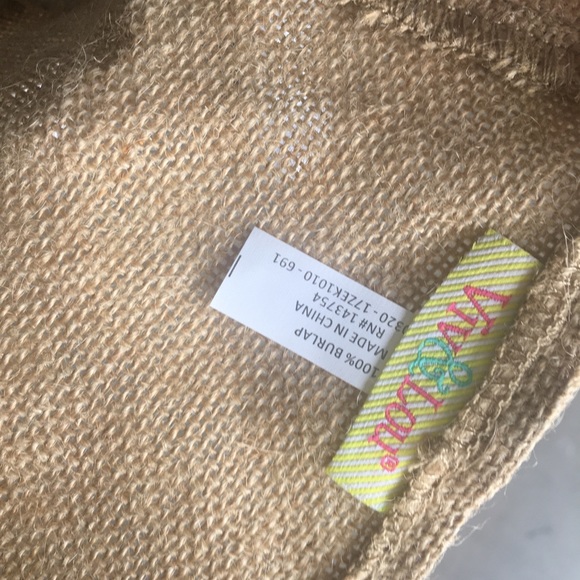 Viv
&
Lou®
100% BURLAP
MADE IN CHINA
RN# 143754
320 - 17ZEK1010 - 691